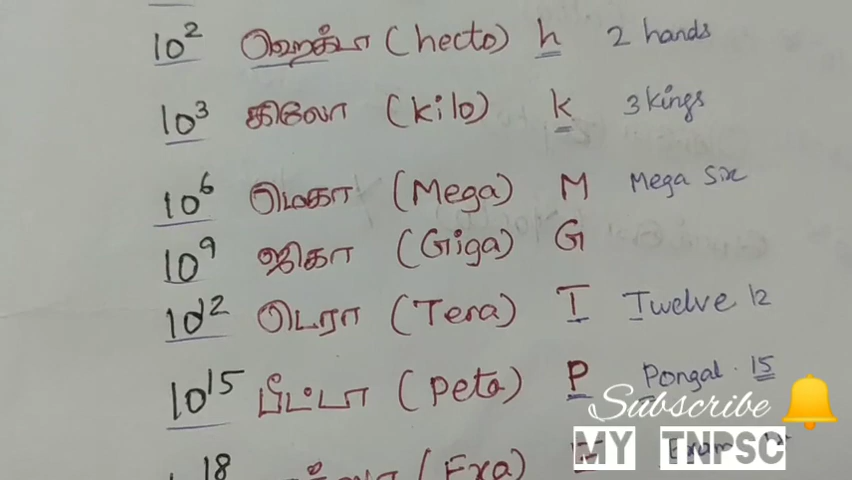 10² ஹெக்டா (hecto) h 2 hands
10³ கிலோ (kilo) k 3 kings
10⁶ மெகா (Mega) M Mega Six
10⁹ ஜிகா (Giga) G
10¹² டெரா (Tera) T Twelve 12
10¹⁵ பீட்டா (peta) P Pongal. 15
Subscribe
18 (Exa)
MY TNPSC